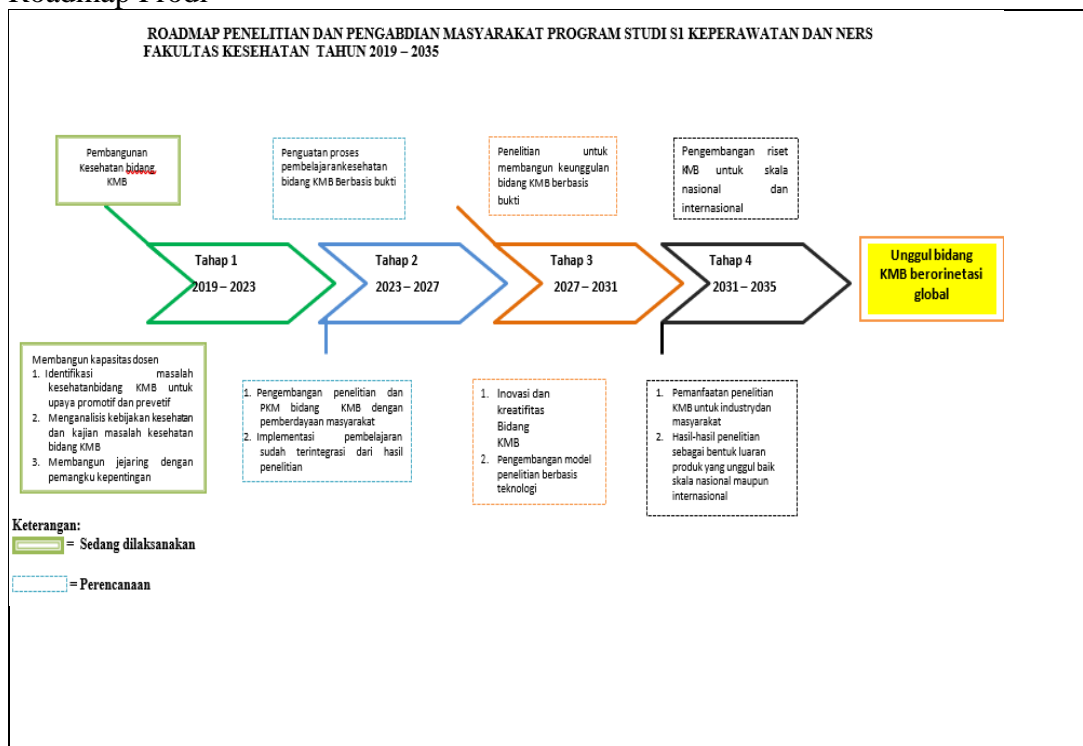 Roadmap Prodi
ROADMAP PENELITIAN DAN PENGABDIAN MASYARAKAT PROGRAM STUDI S1 KEPERAWATAN DAN NERS
FAKULTAS KESEHATAN TAHUN 2019 – 2035
Pembangunan
Kesehatan bidang
KMB
Penguatan proses
pembelajarankesehatan
bidang KMB Berbasis bukti
Penelitian untuk
membangun keunggulan
bidang KMB berbasis
bukti
Pengembangan riset
KMB untuk skala
nasional dan
internasional
Tahap 1
2019 – 2023
Tahap 2
2023 – 2027
Tahap 3
2027 – 2031
Tahap 4
2031 – 2035
Unggul bidang
KMB berorinetasi
global
Membangun kapasitas dosen
1. Identifikasi masalah
kesehatanbidang KMB untuk
upaya promotif dan prevetif
2. Menganalisis kebijakan kesehatan
dan kajian masalah kesehatan
bidang KMB
3. Membangun jejaring dengan
pemangku kepentingan
1. Pengembangan penelitian dan
PKM bidang KMB dengan
pemberdayaan masyarakat
2. Implementasi pembelajaran
sudah terintegrasi dari hasil
penelitian
1. Inovasi dan
kreatifitas
Bidang
KMB
2. Pengembangan model
penelitian berbasis
teknologi
1. Pemanfaatan penelitian
KMB untuk industrydan
masyarakat
2. Hasil-hasil penelitian
sebagai bentuk luaran
produk yang unggul baik
skala nasional maupun
internasional
Keterangan:
= Sedang dilaksanakan
= Perencanaan